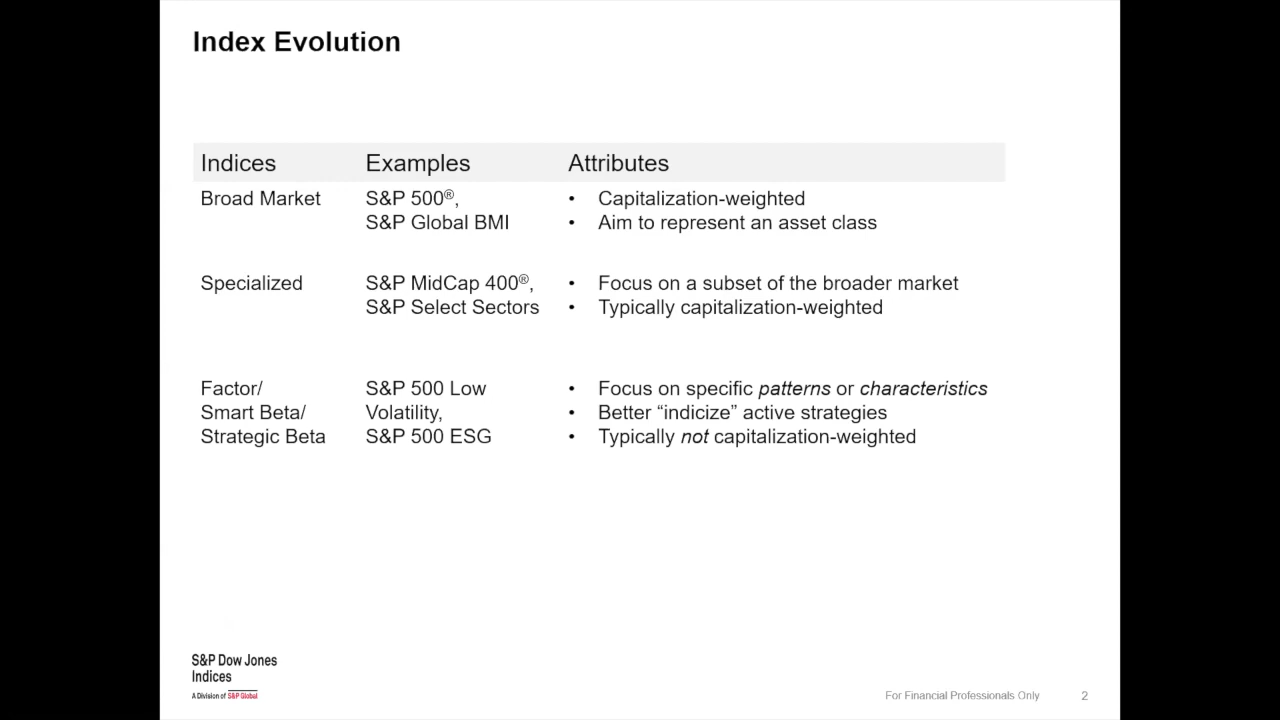 Index Evolution
Indices Examples Attributes
Broad Market S&P 500®, • Capitalization-weighted
S&P Global BMI • Aim to represent an asset class
Specialized S&P MidCap 400®, • Focus on a subset of the broader market
S&P Select Sectors • Typically capitalization-weighted
Factor/ S&P 500 Low • Focus on specific patterns or characteristics
Smart Beta/ Volatility, • Better “indicize” active strategies
Strategic Beta S&P 500 ESG • Typically not capitalization-weighted
S&P Dow Jones
Indices
A Division of S&P Global
For Financial Professionals Only 2